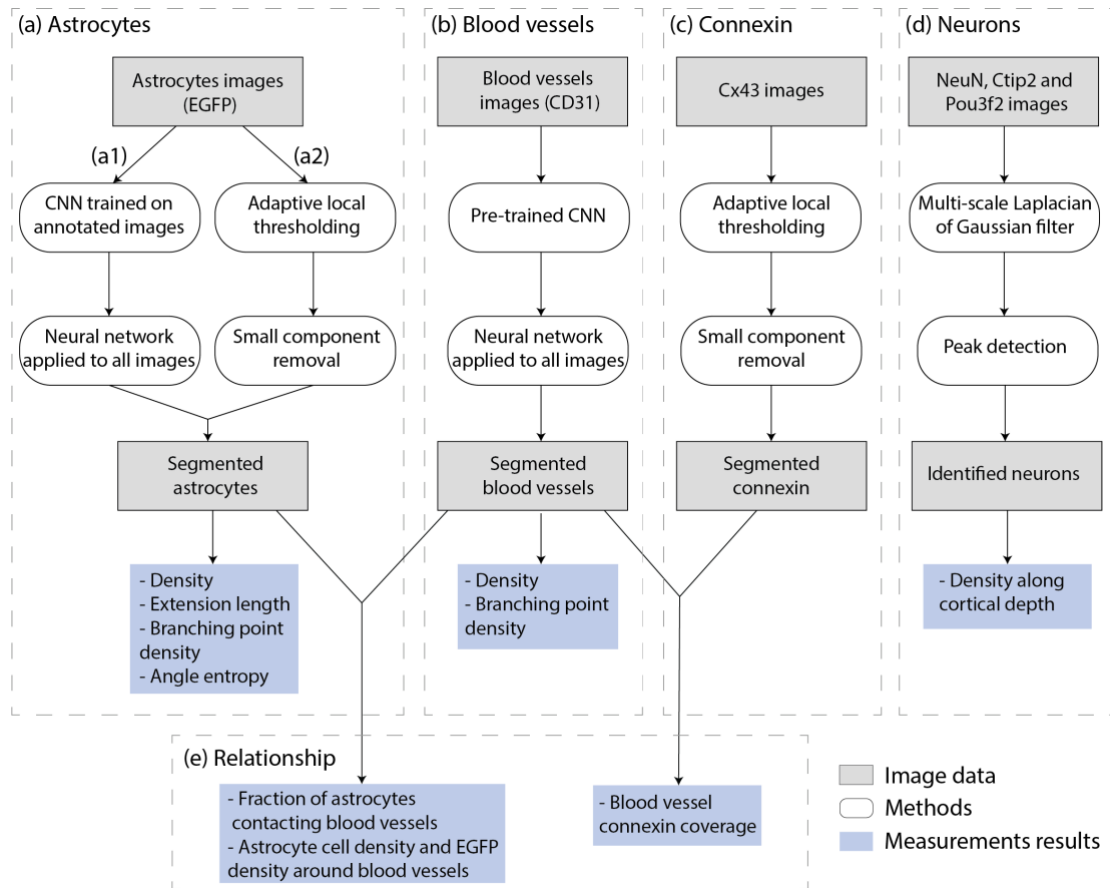 (a) Astrocytes
Astrocytes images
(EGFP)
(a1)
(a2)
CNN trained on
annotated images
Adaptive local
thresholding
Neural network
applied to all images
Small component
removal
Segmented
astrocytes
- Density
- Extension length
- Branching point
density
- Angle entropy
(b) Blood vessels
Blood vessels
images (CD31)
Pre-trained CNN
Neural network
applied to all images
Segmented
blood vessels
- Density
- Branching point
density
(c) Connexin
Cx43 images
Adaptive local
thresholding
Small component
removal
Segmented
connexin
(d) Neurons
NeuN, Ctip2 and
Pou3f2 images
Multi-scale Laplacian
of Gaussian filter
Peak detection
Identified neurons
- Density along
cortical depth
(e) Relationship
- Fraction of astrocytes
contacting blood vessels
- Astrocyte cell density and EGFP
density around blood vessels
- Blood vessel
connexin coverage
Image data
Methods
Measurements results